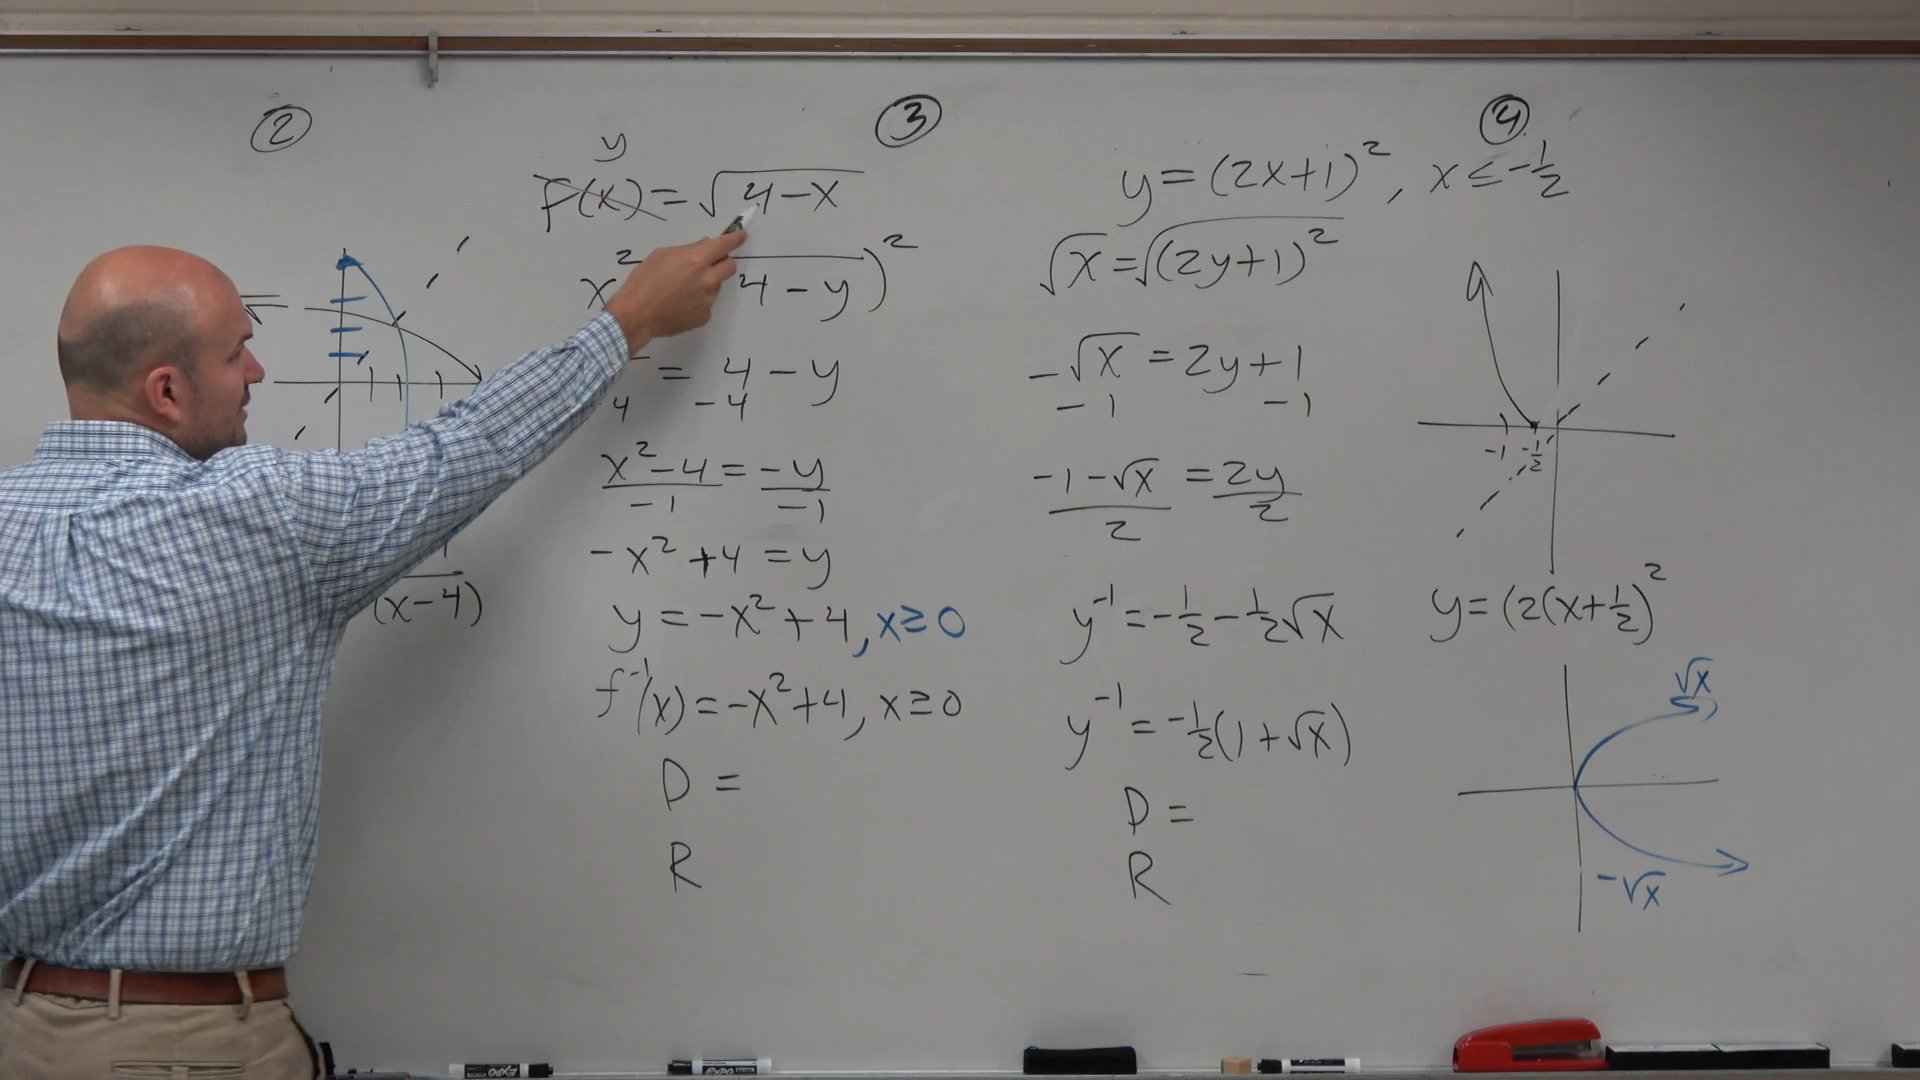 ②
③
④
y
f(x) = √4-x
x² 4 - y)²
= 4 - y
4 -4
x²-4 = -y
-1 -1
-x² +4 = y
y = -x² + 4, x ≥ 0
f⁻¹(x) = -x²+4, x ≥ 0
D =
R
(x-4)
y = (2x+1)², x ≤ -1/2
√x = √(2y+1)²
-√x = 2y+1
-1 -1
-1-√x = 2y
2 2
y⁻¹ = -1/2 - 1/2√x
y⁻¹ = -1/2(1+√x)
D =
R
-1 -1/2
y = (2(x+1/2)²
√x
-√x
EXPO
EXPO